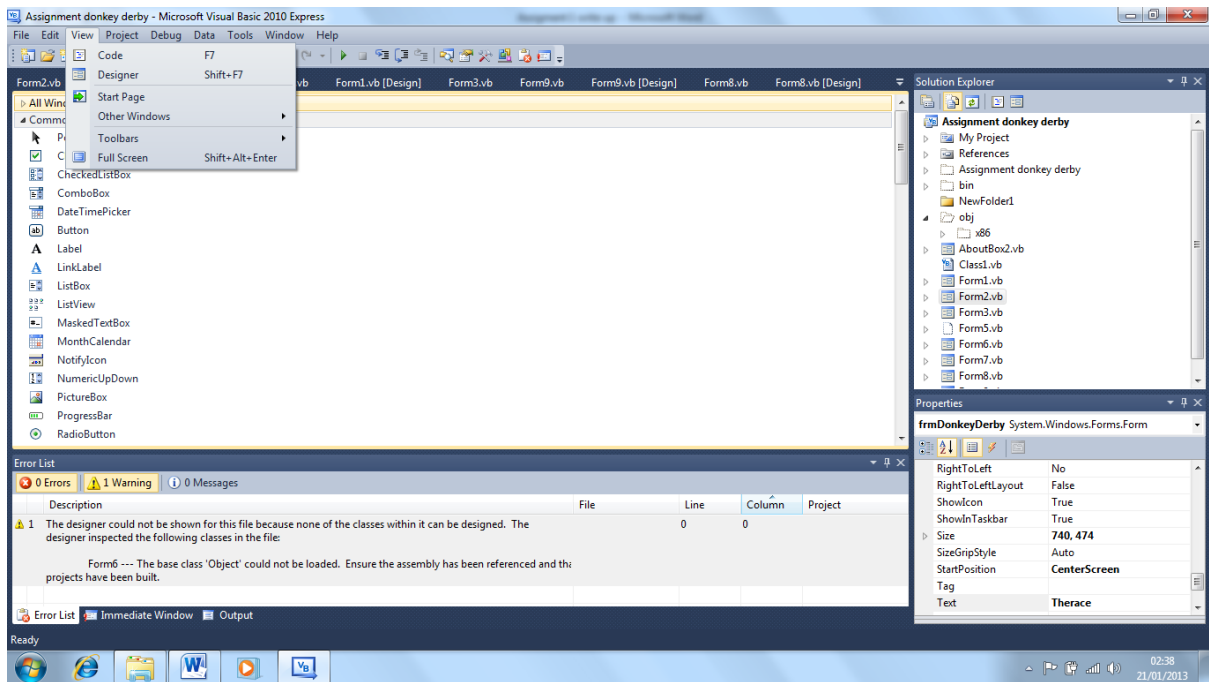 Assignment donkey derby - Microsoft Visual Basic 2010 Express
File Edit View Project Debug Data Tools Window Help
Code F7
Designer Shift+F7
Start Page
Other Windows
Toolbars
Full Screen Shift+Alt+Enter
Form2.vb vb Form1.vb [Design] Form3.vb Form9.vb Form9.vb [Design] Form8.vb Form8.vb [Design]
All Wind
Commo
P
C
CheckedListBox
ComboBox
DateTimePicker
Button
Label
LinkLabel
ListBox
ListView
MaskedTextBox
MonthCalendar
NotifyIcon
NumericUpDown
PictureBox
ProgressBar
RadioButton
Error List
0 Errors 1 Warning 0 Messages
Description File Line Column Project
1 The designer could not be shown for this file because none of the classes within it can be designed. The 0 0
designer inspected the following classes in the file:
Form6 --- The base class 'Object' could not be loaded. Ensure the assembly has been referenced and tha
projects have been built.
Error List Immediate Window Output
Ready
Solution Explorer
Assignment donkey derby
My Project
References
Assignment donkey derby
bin
NewFolder1
obj
x86
AboutBox2.vb
Class1.vb
Form1.vb
Form2.vb
Form3.vb
Form5.vb
Form6.vb
Form7.vb
Form8.vb
Properties
frmDonkeyDerby System.Windows.Forms.Form
RightToLeft No
RightToLeftLayout False
ShowIcon True
ShowInTaskbar True
Size 740, 474
SizeGripStyle Auto
StartPosition CenterScreen
Tag
Text Therace
02:38
21/01/2013